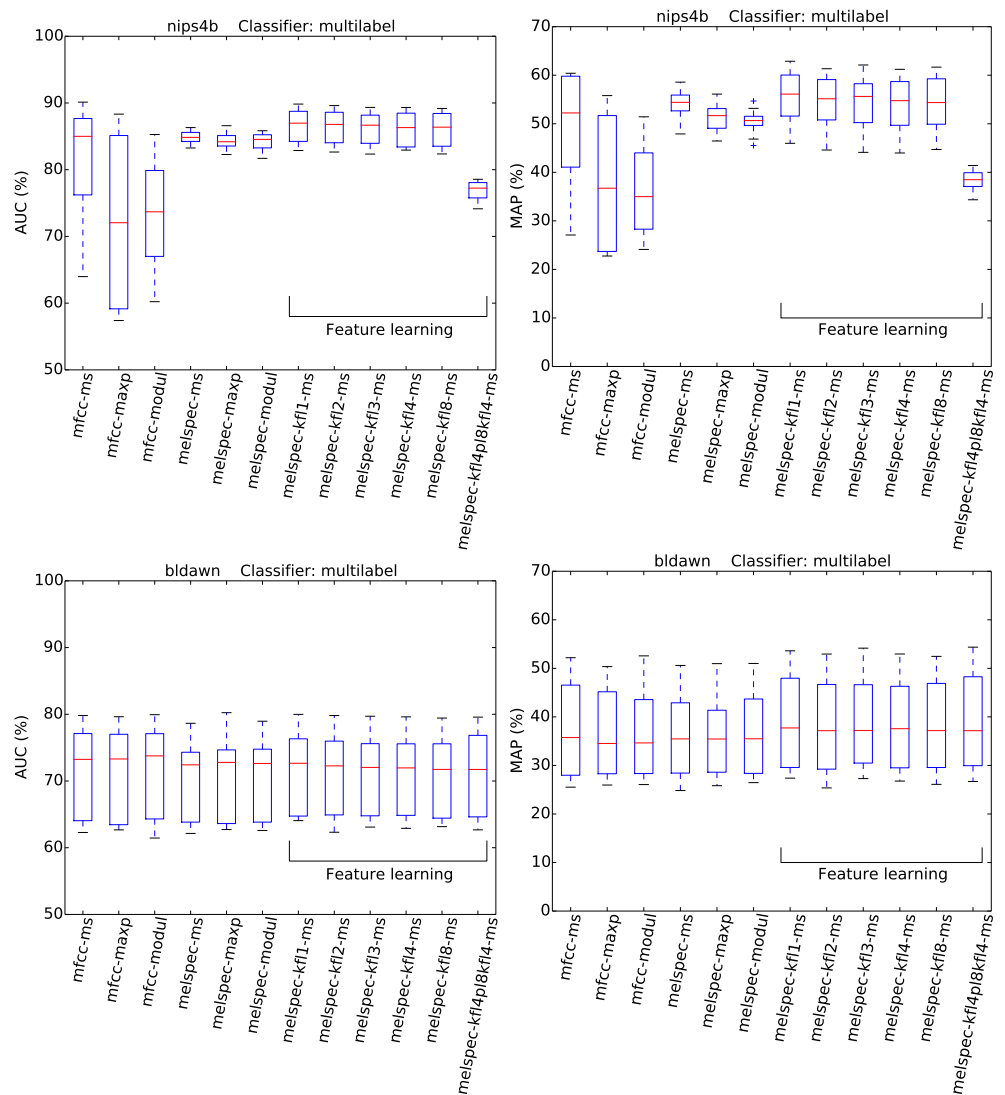 nips4b Classifier: multilabel
100
90
80
70
60
50
AUC (%)
Feature learning
mfcc-ms
mfcc-maxp
mfcc-modul
melspec-ms
melspec-maxp
melspec-modul
melspec-kfl1-ms
melspec-kfl2-ms
melspec-kfl3-ms
melspec-kfl4-ms
melspec-kfl8-ms
melspec-kfl4pl8kfl4-ms
nips4b Classifier: multilabel
70
60
50
40
30
20
10
0
MAP (%)
Feature learning
mfcc-ms
mfcc-maxp
mfcc-modul
melspec-ms
melspec-maxp
melspec-modul
melspec-kfl1-ms
melspec-kfl2-ms
melspec-kfl3-ms
melspec-kfl4-ms
melspec-kfl8-ms
melspec-kfl4pl8kfl4-ms
bldawn Classifier: multilabel
100
90
80
70
60
50
AUC (%)
Feature learning
mfcc-ms
mfcc-maxp
mfcc-modul
melspec-ms
melspec-maxp
melspec-modul
melspec-kfl1-ms
melspec-kfl2-ms
melspec-kfl3-ms
melspec-kfl4-ms
melspec-kfl8-ms
melspec-kfl4pl8kfl4-ms
bldawn Classifier: multilabel
70
60
50
40
30
20
10
0
MAP (%)
Feature learning
mfcc-ms
mfcc-maxp
mfcc-modul
melspec-ms
melspec-maxp
melspec-modul
melspec-kfl1-ms
melspec-kfl2-ms
melspec-kfl3-ms
melspec-kfl4-ms
melspec-kfl8-ms
melspec-kfl4pl8kfl4-ms